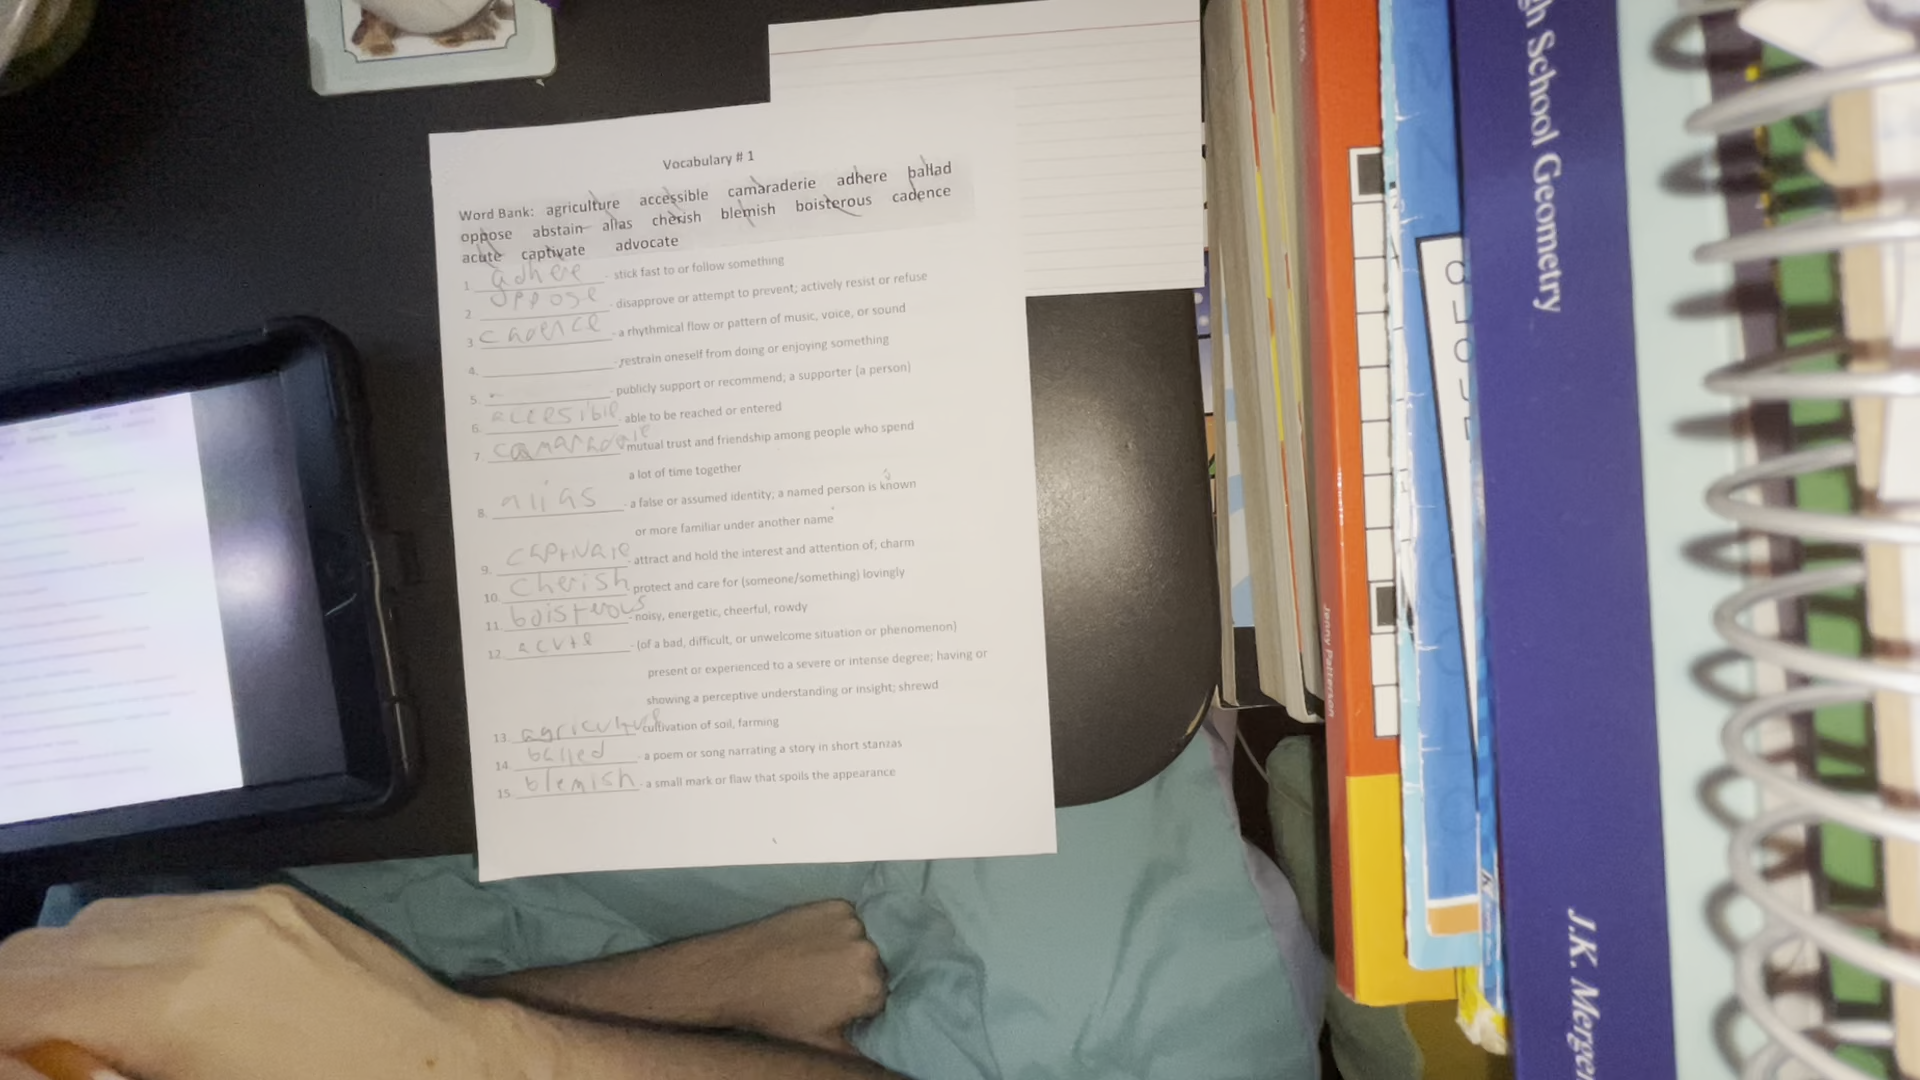 Vocabulary # 1
Word Bank: agriculture accessible camaraderie adhere ballad
oppose abstain alias cherish blemish boisterous cadence
acute captivate advocate
1. adhere - stick fast to or follow something
2. oppose - disapprove or attempt to prevent; actively resist or refuse
3. cadence - a rhythmical flow or pattern of music, voice, or sound
4. - restrain oneself from doing or enjoying something
5. - publicly support or recommend; a supporter (a person)
6. accesible - able to be reached or entered
7. camaraderie - mutual trust and friendship among people who spend
a lot of time together
8. alias - a false or assumed identity; a named person is known
or more familiar under another name
9. captivate - attract and hold the interest and attention of; charm
10. cherish - protect and care for (someone/something) lovingly
11. boisterous - noisy, energetic, cheerful, rowdy
12. acute - (of a bad, difficult, or unwelcome situation or phenomenon)
present or experienced to a severe or intense degree; having or
showing a perceptive understanding or insight; shrewd
13. agriculture cultivation of soil, farming
14. balled - a poem or song narrating a story in short stanzas
15. blemish - a small mark or flaw that spoils the appearance
gh School Geometry
Jenny Patterson